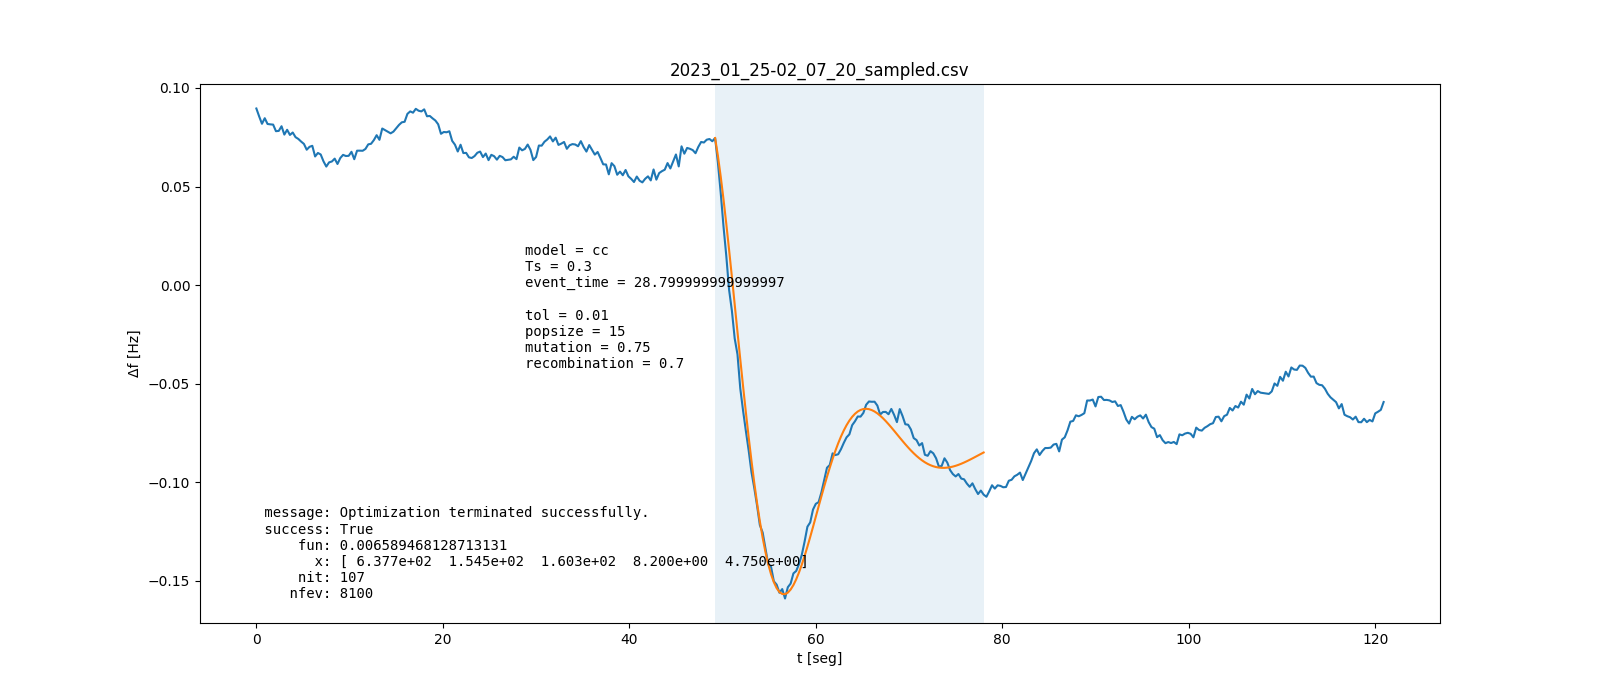 2023_01_25-02_07_20_sampled.csv
0.10
0.05
0.00
−0.05
−0.10
−0.15
Δf [Hz]
model = cc
Ts = 0.3
event_time = 28.799999999999997
tol = 0.01
popsize = 15
mutation = 0.75
recombination = 0.7
message: Optimization terminated successfully.
success: True
fun: 0.006589468128713131
x: [ 6.377e+02  1.545e+02  1.603e+02  8.200e+00  4.750e+00]
nit: 107
nfev: 8100
0 20 40 60 80 100 120
t [seg]